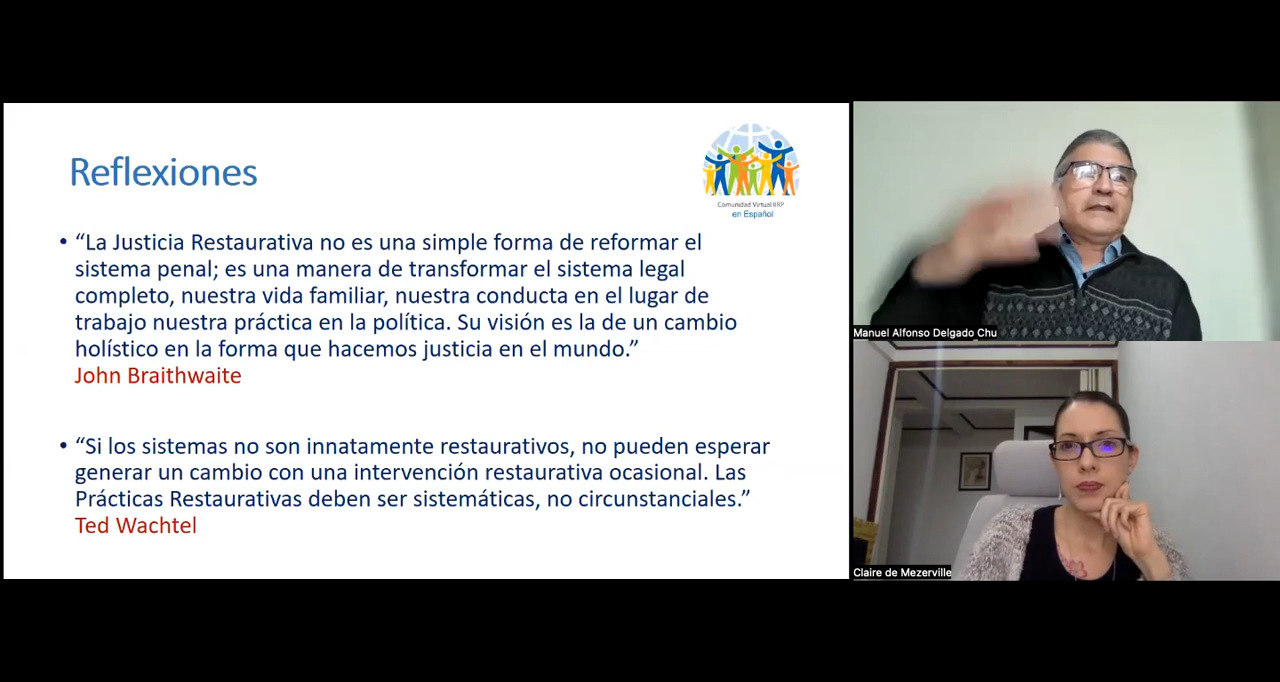 Reflexiones
Comunidad Virtual IIRP
en Español
• “La Justicia Restaurativa no es una simple forma de reformar el
sistema penal; es una manera de transformar el sistema legal
completo, nuestra vida familiar, nuestra conducta en el lugar de
trabajo nuestra práctica en la política. Su visión es la de un cambio
holístico en la forma que hacemos justicia en el mundo.”
John Braithwaite
• “Si los sistemas no son innatamente restaurativos, no pueden esperar
generar un cambio con una intervención restaurativa ocasional. Las
Prácticas Restaurativas deben ser sistemáticas, no circunstanciales.”
Ted Wachtel
Manuel Alfonso Delgado Chu
Claire de Mezerville